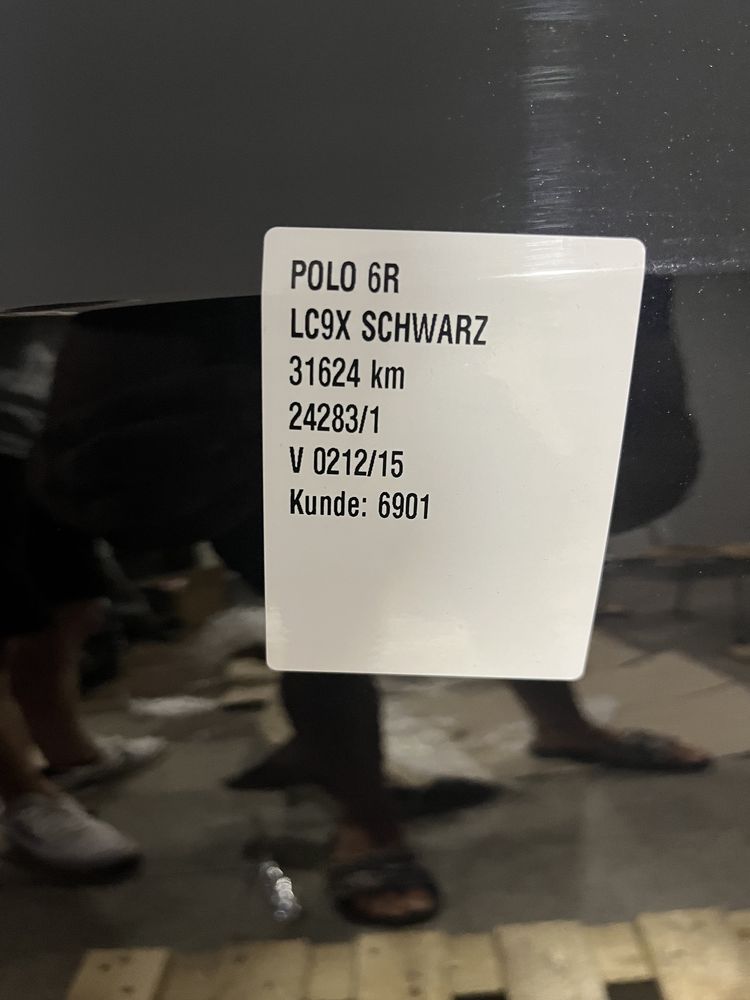 POLO 6R
LC9X SCHWARZ
31624 km
24283/1
V 0212/15
Kunde: 6901